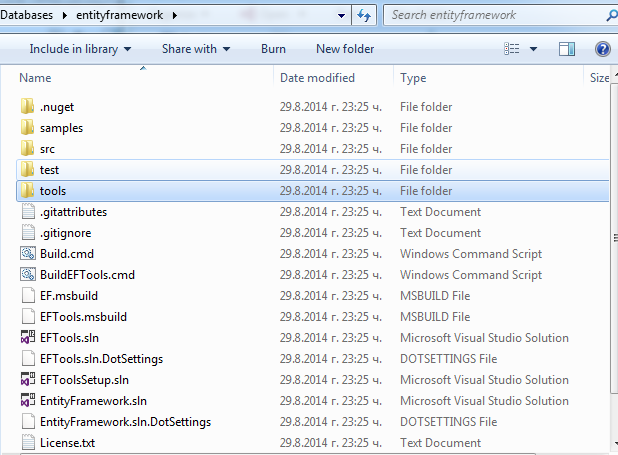 Databases ▸ entityframework ▸ Search entityframework
Include in library Share with Burn New folder
Name Date modified Type Size
.nuget 29.8.2014 г. 23:25 ч. File folder
samples 29.8.2014 г. 23:25 ч. File folder
src 29.8.2014 г. 23:25 ч. File folder
test 29.8.2014 г. 23:25 ч. File folder
tools 29.8.2014 г. 23:25 ч. File folder
.gitattributes 29.8.2014 г. 23:25 ч. Text Document
.gitignore 29.8.2014 г. 23:25 ч. Text Document
Build.cmd 29.8.2014 г. 23:25 ч. Windows Command Script
BuildEFTools.cmd 29.8.2014 г. 23:25 ч. Windows Command Script
EF.msbuild 29.8.2014 г. 23:25 ч. MSBUILD File
EFTools.msbuild 29.8.2014 г. 23:25 ч. MSBUILD File
EFTools.sln 29.8.2014 г. 23:25 ч. Microsoft Visual Studio Solution
EFTools.sln.DotSettings 29.8.2014 г. 23:25 ч. DOTSETTINGS File
EFToolsSetup.sln 29.8.2014 г. 23:25 ч. Microsoft Visual Studio Solution
EntityFramework.sln 29.8.2014 г. 23:25 ч. Microsoft Visual Studio Solution
EntityFramework.sln.DotSettings 29.8.2014 г. 23:25 ч. DOTSETTINGS File
License.txt 29.8.2014 г. 23:25 ч. Text Document